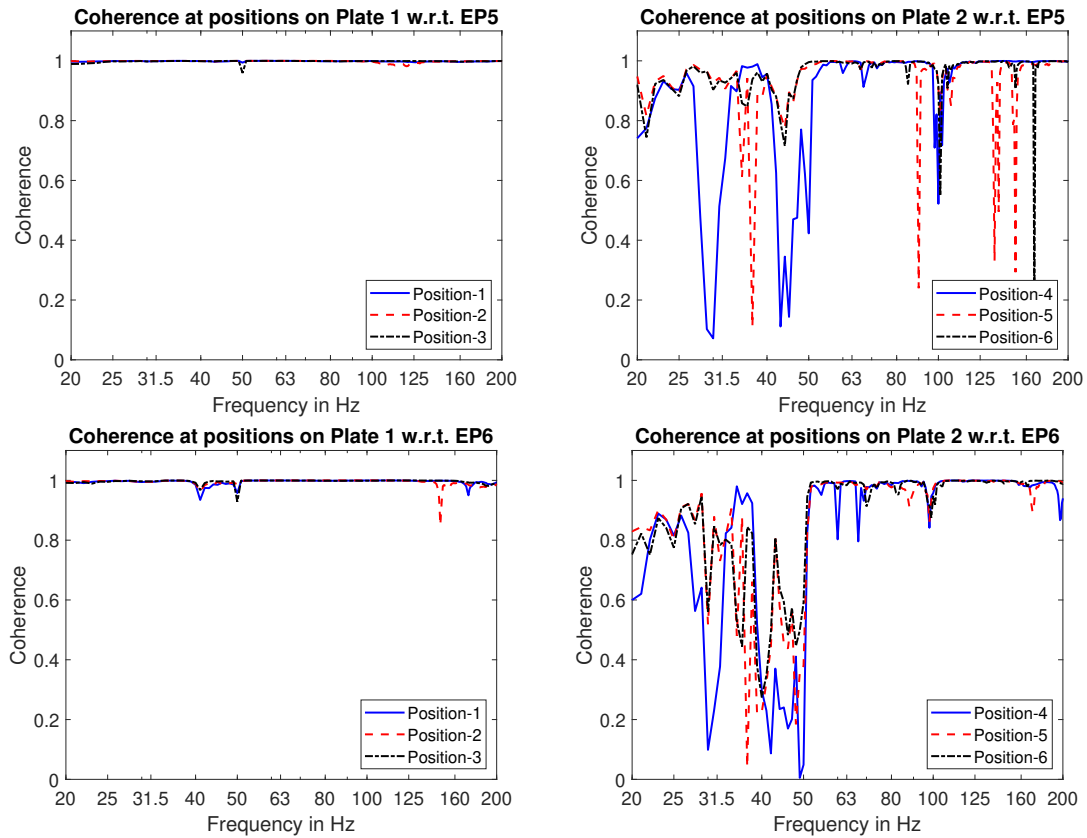 Coherence at positions on Plate 1 w.r.t. EP5
Coherence
1
0.8
0.6
0.4
0.2
0
Position-1
Position-2
Position-3
20 25 31.5 40 50 63 80 100 125 160 200
Frequency in Hz
Coherence at positions on Plate 2 w.r.t. EP5
Coherence
1
0.8
0.6
0.4
0.2
0
Position-4
Position-5
Position-6
20 25 31.5 40 50 63 80 100 130 160 200
Frequency in Hz
Coherence at positions on Plate 1 w.r.t. EP6
Coherence
1
0.8
0.6
0.4
0.2
0
Position-1
Position-2
Position-3
20 25 31.5 40 50 63 80 100 125 160 200
Frequency in Hz
Coherence at positions on Plate 2 w.r.t. EP6
Coherence
1
0.8
0.6
0.4
0.2
0
Position-4
Position-5
Position-6
20 25 31.5 40 50 63 80 100 130 160 200
Frequency in Hz